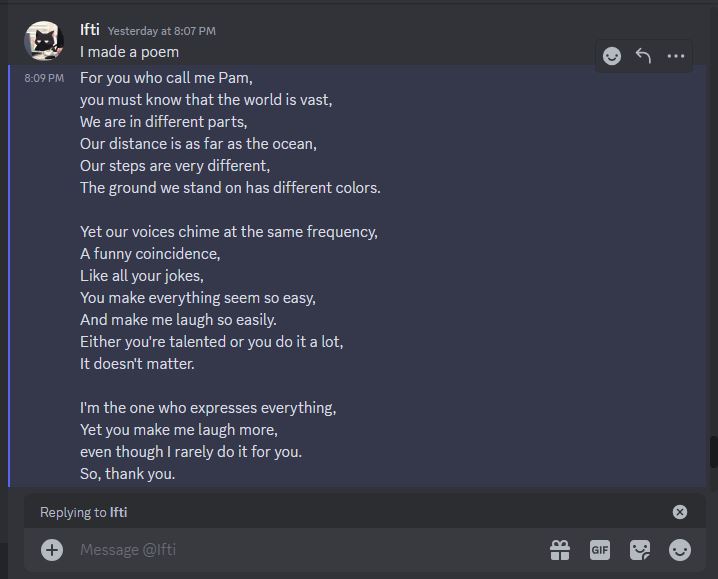 Ifti Yesterday at 8:07 PM
I made a poem
8:09 PM For you who call me Pam,
you must know that the world is vast,
We are in different parts,
Our distance is as far as the ocean,
Our steps are very different,
The ground we stand on has different colors.
Yet our voices chime at the same frequency,
A funny coincidence,
Like all your jokes,
You make everything seem so easy,
And make me laugh so easily.
Either you're talented or you do it a lot,
It doesn't matter.
I'm the one who expresses everything,
Yet you make me laugh more,
even though I rarely do it for you.
So, thank you.
Replying to Ifti
Message @Ifti
GIF